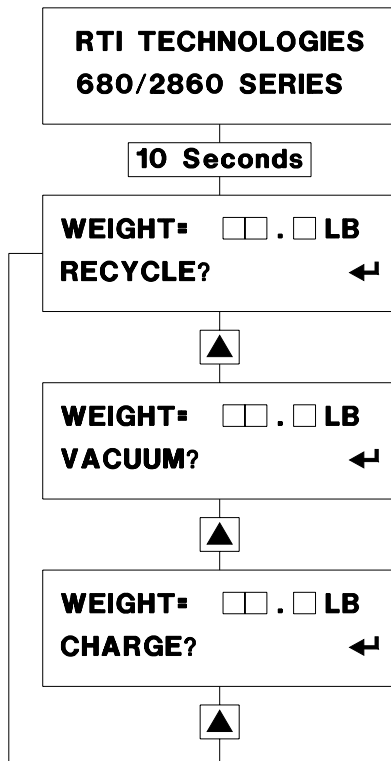 RTI TECHNOLOGIES
680/2860 SERIES
10 Seconds
WEIGHT= □□.□ LB
RECYCLE? ↵
▲
WEIGHT= □□.□ LB
VACUUM? ↵
▲
WEIGHT= □□.□ LB
CHARGE? ↵
▲